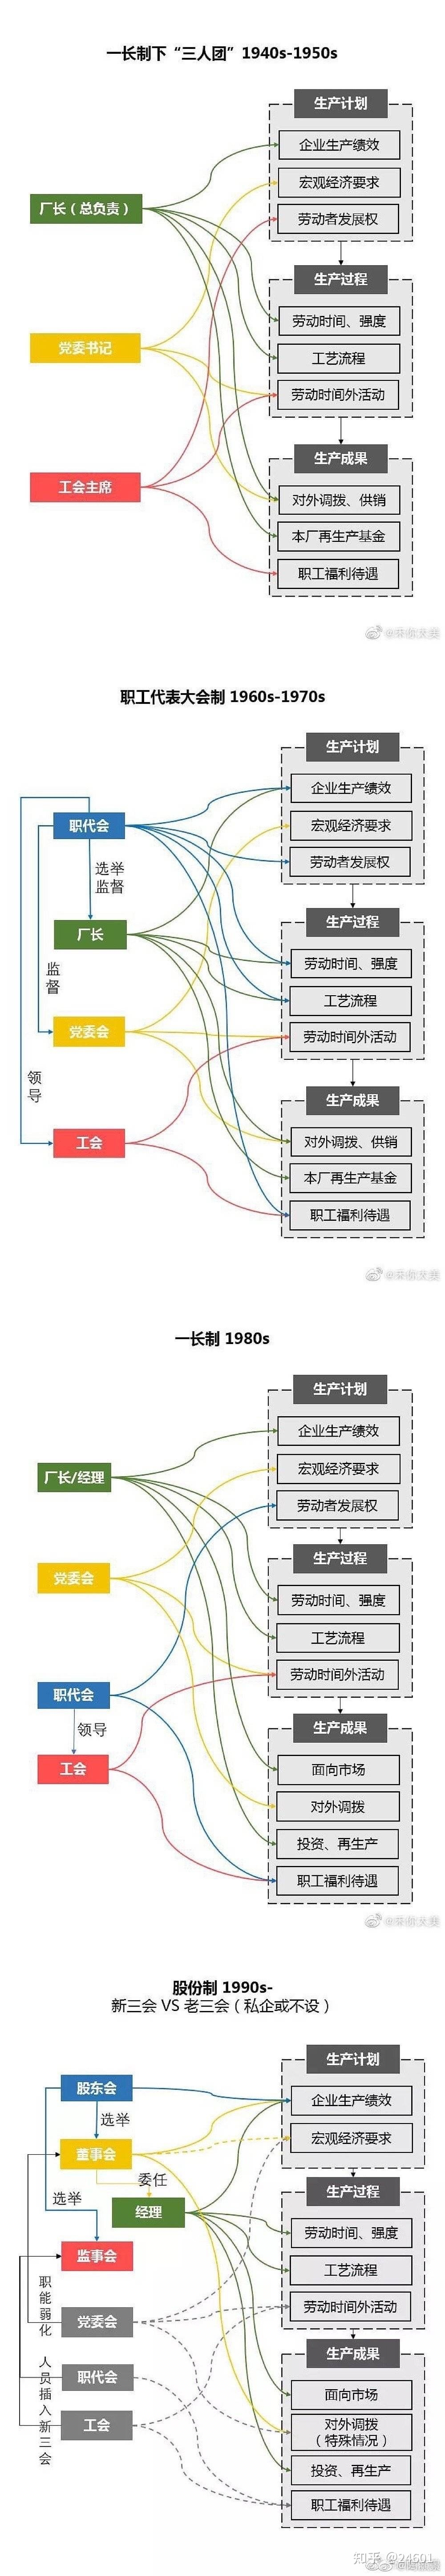 一长制下“三人团”1940s-1950s
生产计划
企业生产绩效
宏观经济要求
劳动者发展权
厂长（总负责）
生产过程
劳动时间、强度
党委书记
工艺流程
劳动时间外活动
生产成果
工会主席
对外调拨、供销
本厂再生产基金
职工福利待遇
职工代表大会制 1960s-1970s
生产计划
企业生产绩效
职代会
宏观经济要求
选举
监督
劳动者发展权
厂长
生产过程
劳动时间、强度
监督
工艺流程
党委会
劳动时间外活动
领导
生产成果
工会
对外调拨、供销
本厂再生产基金
职工福利待遇
一长制 1980s
生产计划
企业生产绩效
厂长/经理
宏观经济要求
劳动者发展权
生产过程
党委会
劳动时间、强度
工艺流程
职代会
劳动时间外活动
领导
生产成果
工会
面向市场
对外调拨
投资、再生产
职工福利待遇
股份制 1990s-
新三会 VS 老三会（私企或不设）
生产计划
股东会
企业生产绩效
选举
董事会
宏观经济要求
委任
生产过程
选举
经理
劳动时间、强度
监事会
工艺流程
职能弱化
党委会
劳动时间外活动
生产成果
人员插入新三会
职代会
面向市场
工会
对外调拨
（特殊情况）
投资、再生产
职工福利待遇
知乎 @24601